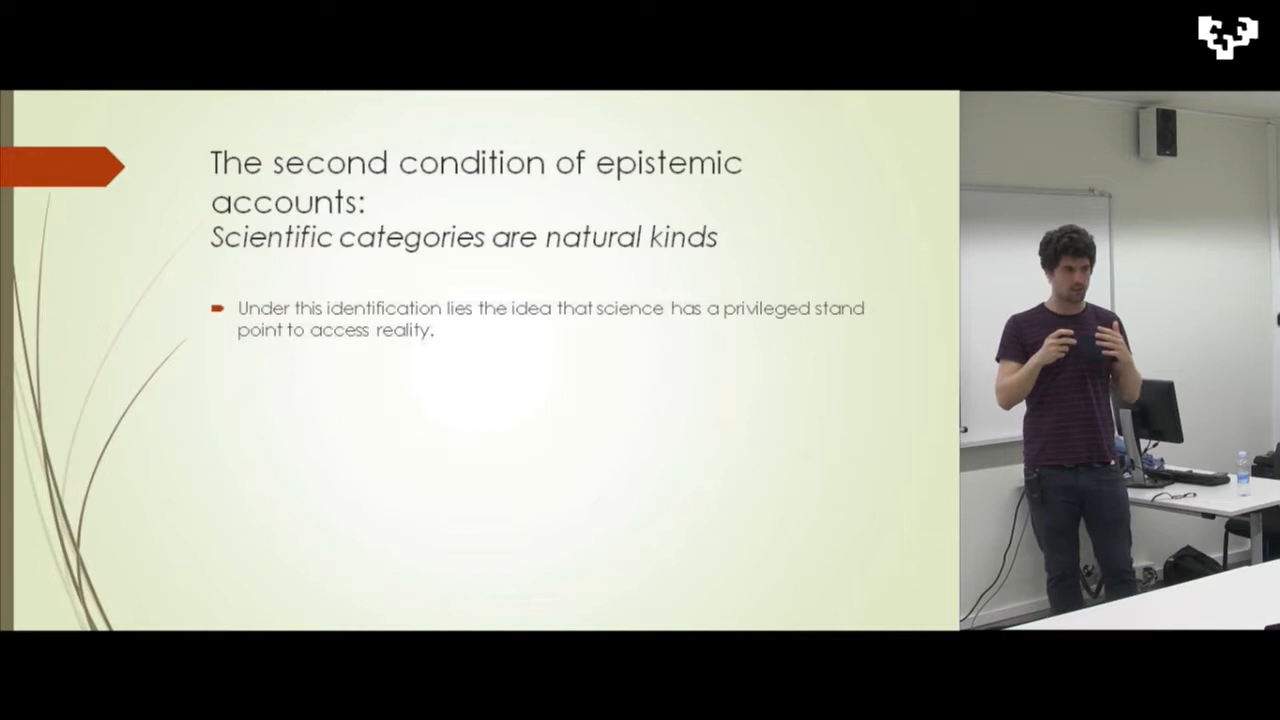 The second condition of epistemic
accounts:
Scientific categories are natural kinds
Under this identification lies the idea that science has a privileged stand
point to access reality.